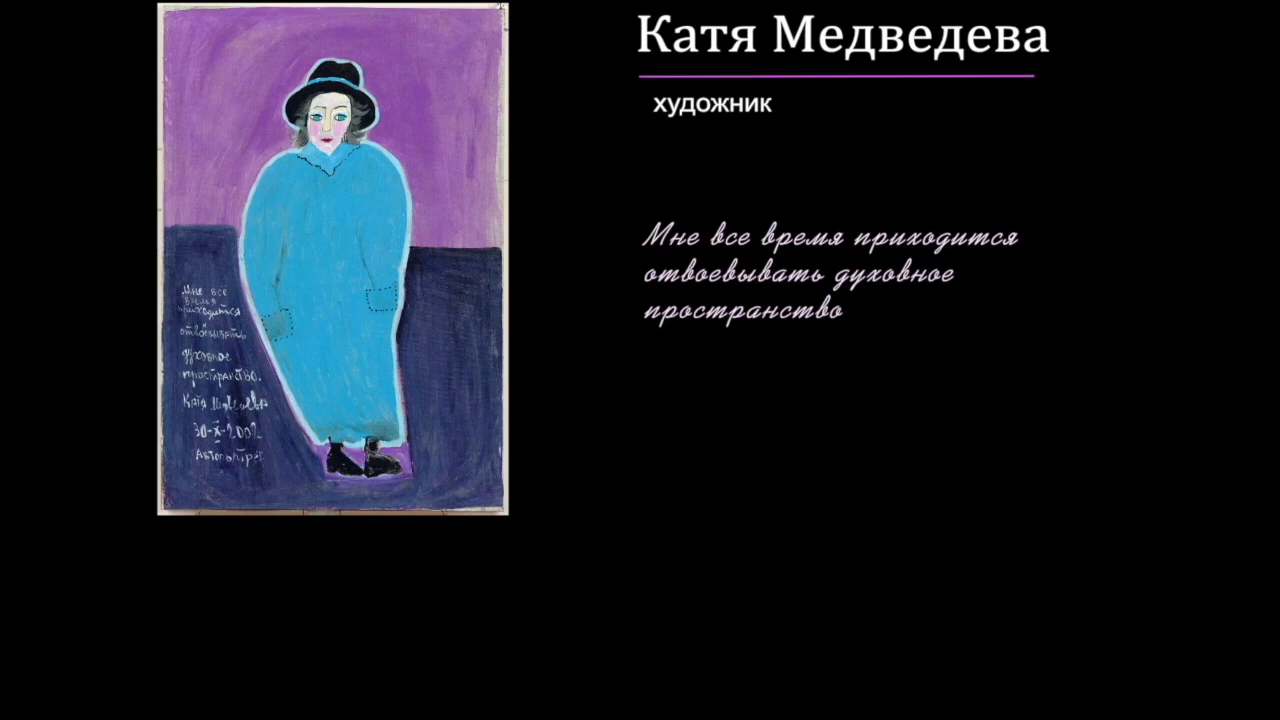 Катя Медведева
художник
Мне все время приходится
отвоевывать духовное
пространство
Мне все
время
приходится
отвоёвывать
духовное
пространство.
Катя Медведева
30-X-2002
Автопортрет